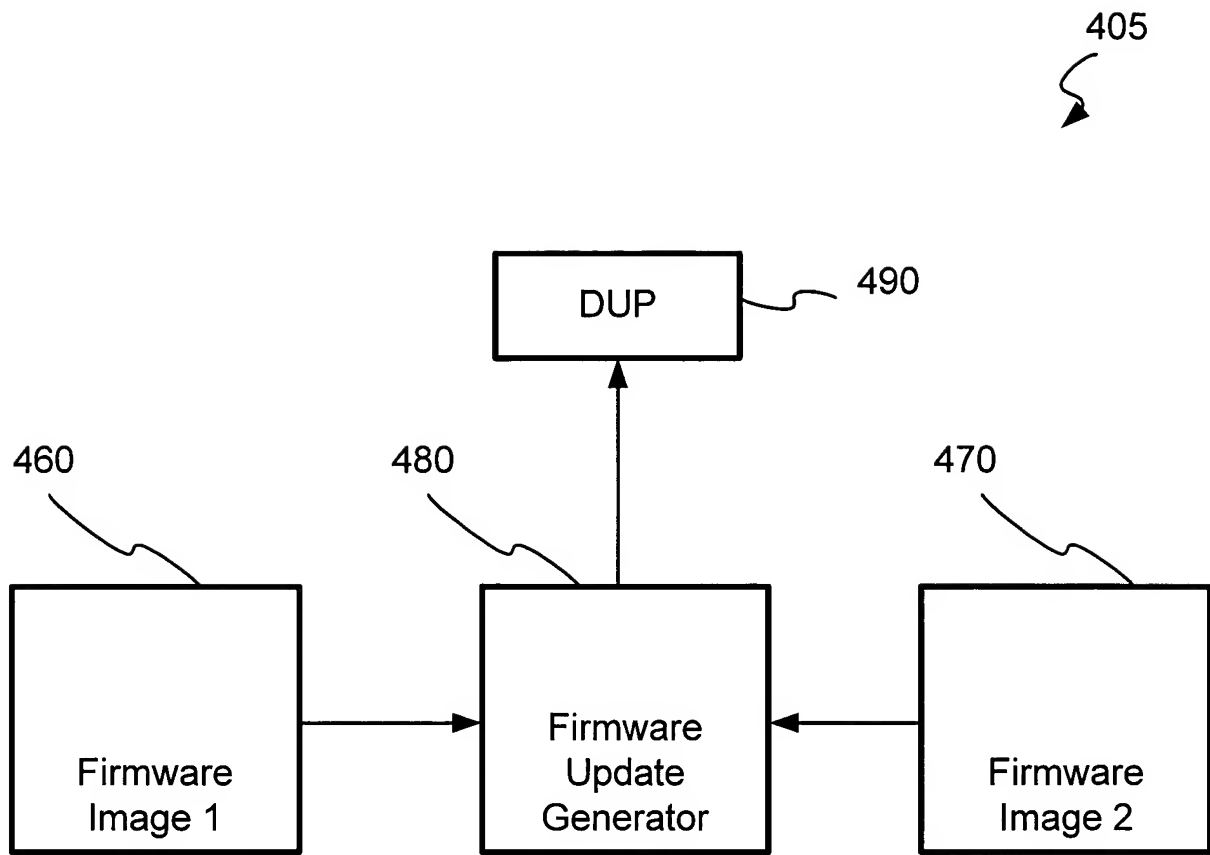 405
DUP
490
460
480
470
Firmware
Image 1
Firmware
Update
Generator
Firmware
Image 2